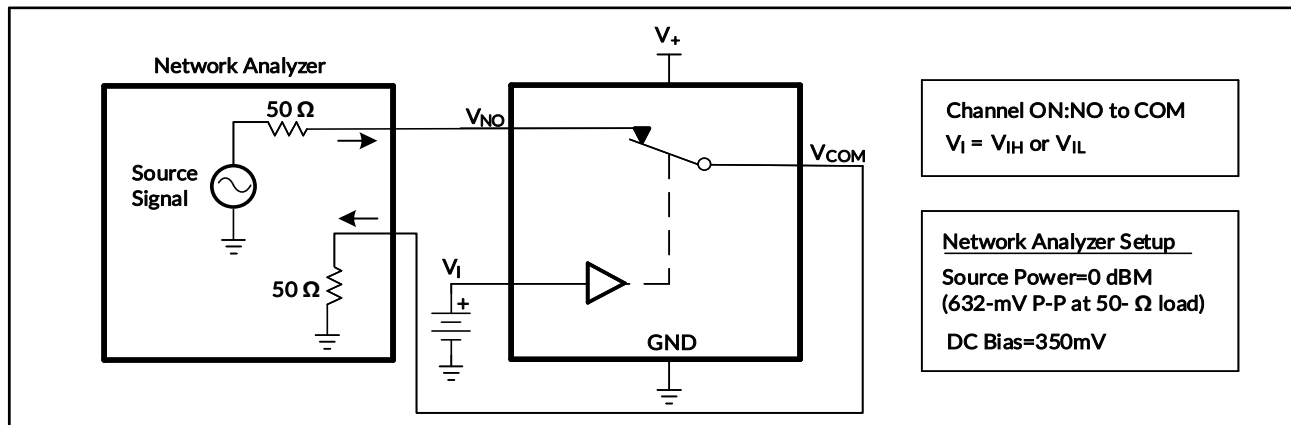 V+
Network Analyzer
50 Ω
VNO
VCOM
Source
Signal
VI
+
50 Ω
GND
Channel ON:NO to COM
VI = VIH or VIL
Network Analyzer Setup
Source Power=0 dBM
(632-mV P-P at 50- Ω load)
DC Bias=350mV